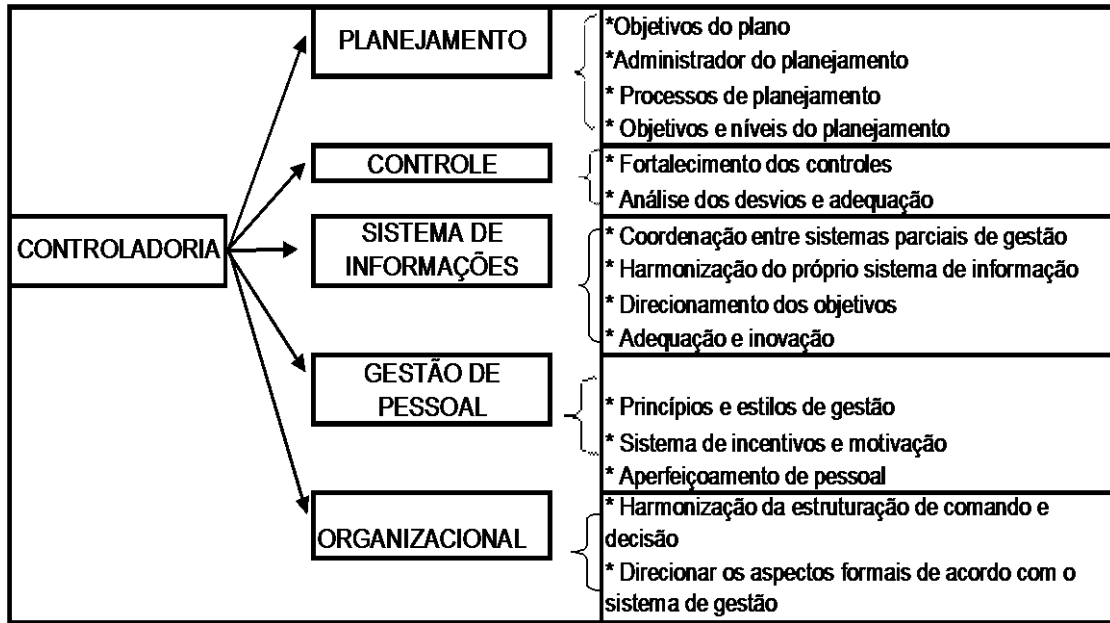 CONTROLADORIA
PLANEJAMENTO
*Objetivos do plano
*Administrador do planejamento
* Processos de planejamento
* Objetivos e níveis do planejamento
CONTROLE
* Fortalecimento dos controles
* Análise dos desvios e adequação
SISTEMA DE
INFORMAÇÕES
* Coordenação entre sistemas parciais de gestão
* Harmonização do próprio sistema de informação
* Direcionamento dos objetivos
* Adequação e inovação
GESTÃO DE
PESSOAL
* Princípios e estilos de gestão
* Sistema de incentivos e motivação
* Aperfeiçoamento de pessoal
ORGANIZACIONAL
* Harmonização da estruturação de comando e
decisão
* Direcionar os aspectos formais de acordo com o
sistema de gestão